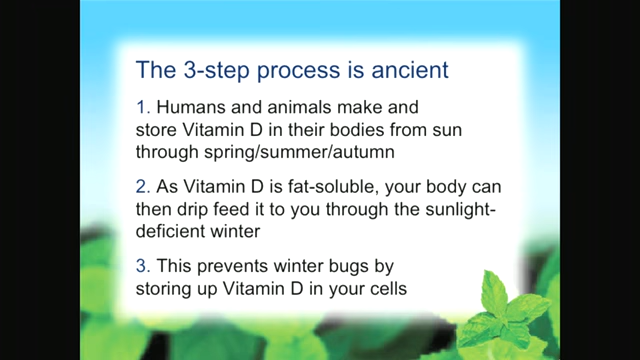 The 3-step process is ancient
1. Humans and animals make and
store Vitamin D in their bodies from sun
through spring/summer/autumn
2. As Vitamin D is fat-soluble, your body can
then drip feed it to you through the sunlight-
deficient winter
3. This prevents winter bugs by
storing up Vitamin D in your cells